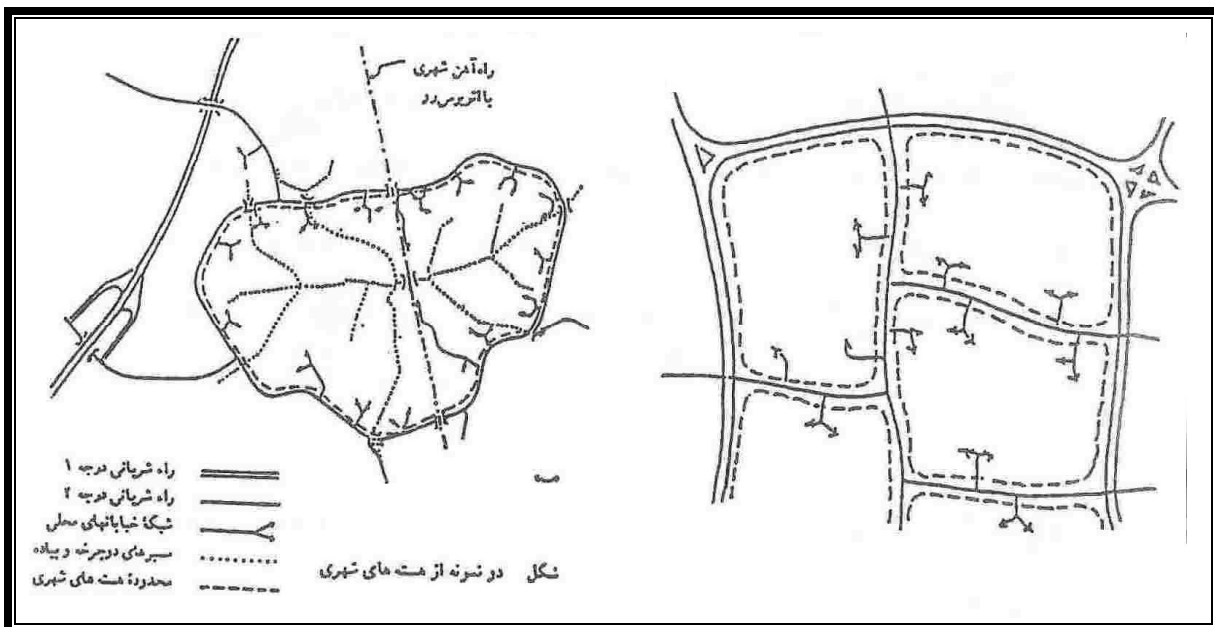 راه‌آهن شهری
یا اتوبوس‌رو
راه شریانی درجه ۱
راه شریانی درجه ۲
شبکهٔ خیابانهای محلی
مسیرهای دوچرخه و پیاده
محدودهٔ هسته های شهری
شکل دو نمونه از هسته های شهری